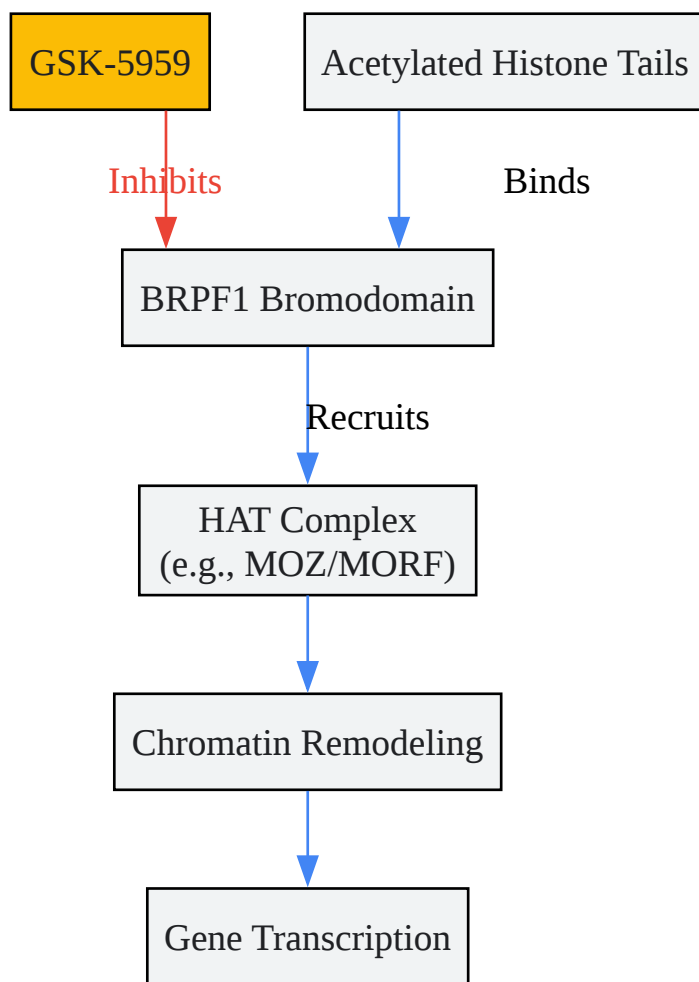 GSK-5959
Acetylated Histone Tails
Inhibits
Binds
BRPF1 Bromodomain
Recruits
HAT Complex
(e.g., MOZ/MORF)
Chromatin Remodeling
Gene Transcription